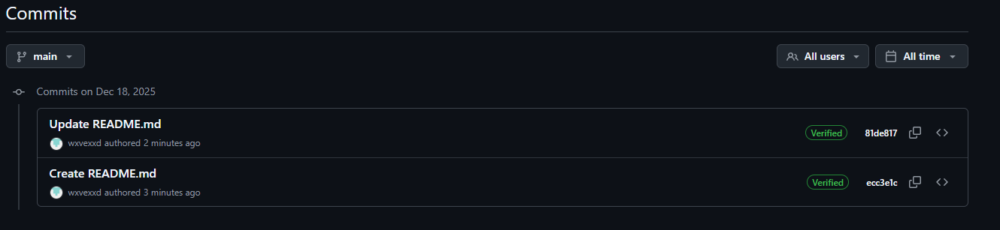 Commits
main
All users
All time
Commits on Dec 18, 2025
Update README.md
Verified
81de817
wxvexxd authored 2 minutes ago
Create README.md
Verified
ecc3e1c
wxvexxd authored 3 minutes ago